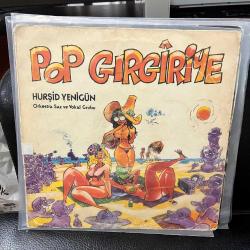 POP GIRGIRİYE
HURŞİD YENİGÜN
Orkestra Saz ve Vokal Grubu